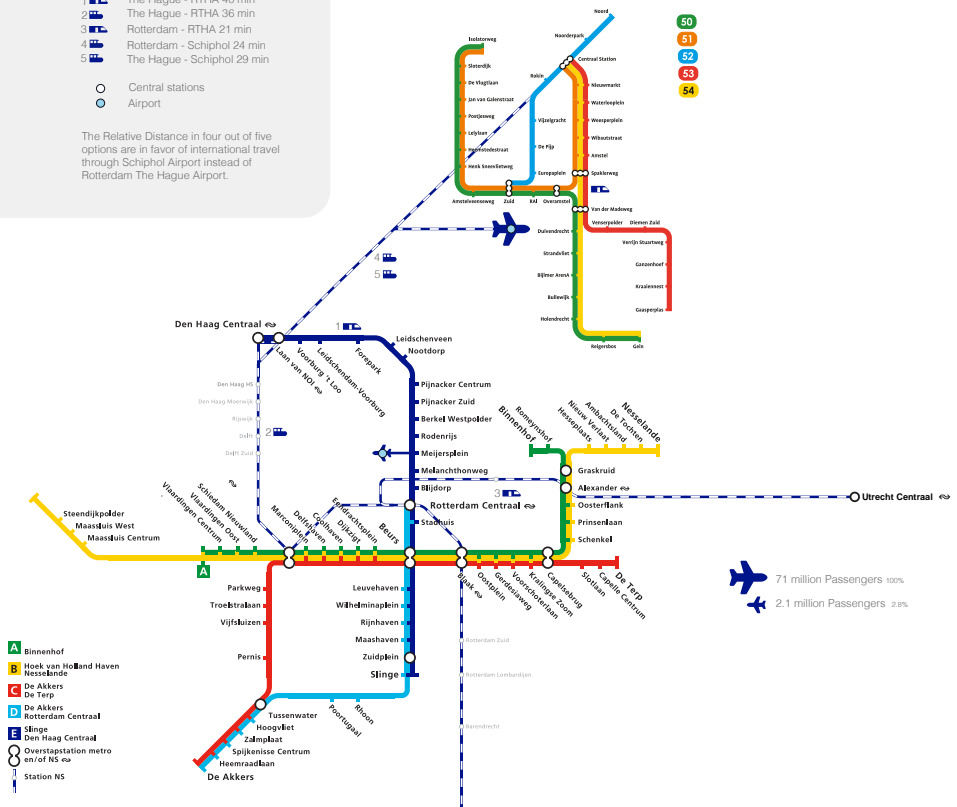 1 The Hague - RTHA 40 min
2 The Hague - RTHA 36 min
3 Rotterdam - RTHA 21 min
4 Rotterdam - Schiphol 24 min
5 The Hague - Schiphol 29 min
Central stations
Airport
The Relative Distance in four out of five
options are in favor of international travel
through Schiphol Airport instead of
Rotterdam The Hague Airport.
50
51
52
53
54
Noord
Noorderpark
Centraal Station
Rokin
Isolatorweg
Sloterdijk
De Vlugtlaan
Jan van Galenstraat
Postjesweg
Lelylaan
Heemstedestraat
Henk Sneevlietweg
Amstelveenseweg
Zuid
RAI
Overamstel
Vijzelgracht
De Pijp
Europaplein
Nieuwmarkt
Waterlooplein
Weesperplein
Wibautstraat
Amstel
Spaklerweg
Van der Madeweg
Venserpolder
Diemen Zuid
Verrijn Stuartweg
Ganzenhoef
Kraaiennest
Gaasperplas
Duivendrecht
Strandvliet
Bijlmer ArenA
Bullewijk
Holendrecht
Reigersbos
Gein
4
5
Den Haag Centraal
1
Laan van NOI
Voorburg 't Loo
Leidschendam-Voorburg
Forepark
Leidschenveen
Nootdorp
Pijnacker Centrum
Pijnacker Zuid
Berkel Westpolder
Rodenrijs
Meijersplein
Melanchthonweg
Blijdorp
Rotterdam Centraal
Stadhuis
Den Haag HS
Den Haag Moerwijk
Rijswijk
Delft
Delft Zuid
2
3
Binnenhof
Romeynshof
Hesseplaats
Nieuw Verlaat
Ambachtsland
De Tochten
Nesselande
Graskruid
Alexander
Oosterflank
Prinsenlaan
Schenkel
Utrecht Centraal
Steendijkpolder
Maassluis West
Maassluis Centrum
Vlaardingen Centrum
Vlaardingen Oost
Vlaardingen
Schiedam Nieuwland
Marconiplein
Delfshaven
Coolhaven
Dijkzigt
Eendrachtsplein
Beurs
Blaak
Oostplein
Gerdesiaweg
Voorschoterlaan
Kralingse Zoom
Capelsebrug
Slotlaan
Capelle Centrum
De Terp
A
Parkweg
Troelstralaan
Vijfsluizen
Pernis
Leuvehaven
Wilhelminaplein
Rijnhaven
Maashaven
Zuidplein
Slinge
Rotterdam Zuid
Rotterdam Lombardijen
Barendrecht
Tussenwater
Hoogvliet
Zalmplaat
Spijkenisse Centrum
Heemraadlaan
De Akkers
Poortugaal
Rhoon
71 million Passengers 100%
2.1 million Passengers 2.8%
A Binnenhof
B Hoek van Holland Haven
Nesselande
C De Akkers
De Terp
D De Akkers
Rotterdam Centraal
E Slinge
Den Haag Centraal
Overstapstation metro
en/of NS
Station NS